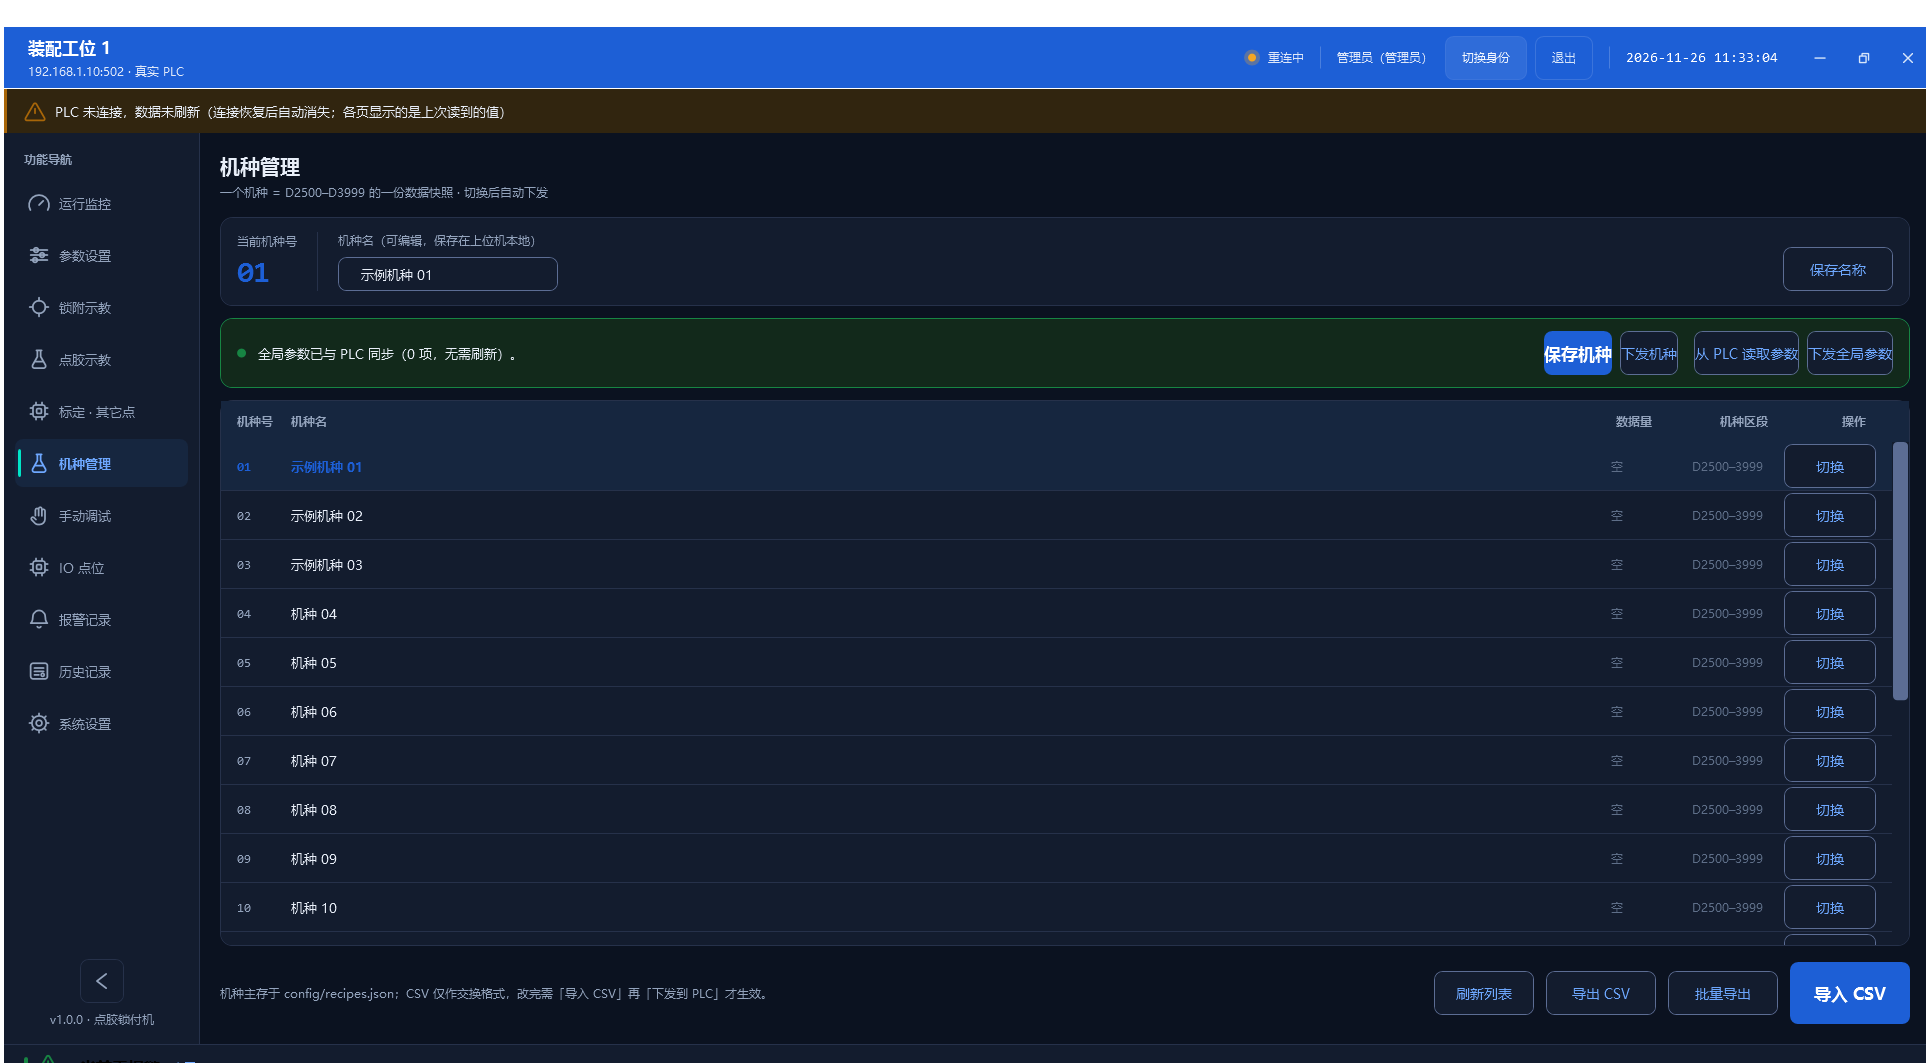 装配工位 1
192.168.1.10:502 · 真实 PLC
重连中
管理员（管理员）
切换身份
退出
2026-11-26 11:33:04
PLC 未连接，数据未刷新（连接恢复后自动消失；各页显示的是上次读到的值）
功能导航
运行监控
参数设置
锁附示教
点胶示教
标定 · 其它点
机种管理
手动调试
IO 点位
报警记录
历史记录
系统设置
v1.0.0 · 点胶锁付机
机种管理
一个机种 = D2500–D3999 的一份数据快照 · 切换后自动下发
当前机种号
01
机种名（可编辑，保存在上位机本地）
示例机种 01
保存名称
全局参数已与 PLC 同步（0 项，无需刷新）。
保存机种
下发机种
从 PLC 读取参数
下发全局参数
机种号 机种名 数据量 机种区段 操作
01 示例机种 01 空 D2500–3999 切换
02 示例机种 02 空 D2500–3999 切换
03 示例机种 03 空 D2500–3999 切换
04 机种 04 空 D2500–3999 切换
05 机种 05 空 D2500–3999 切换
06 机种 06 空 D2500–3999 切换
07 机种 07 空 D2500–3999 切换
08 机种 08 空 D2500–3999 切换
09 机种 09 空 D2500–3999 切换
10 机种 10 空 D2500–3999 切换
机种主存于 config/recipes.json；CSV 仅作交换格式，改完需「导入 CSV」再「下发到 PLC」才生效。
刷新列表
导出 CSV
批量导出
导入 CSV